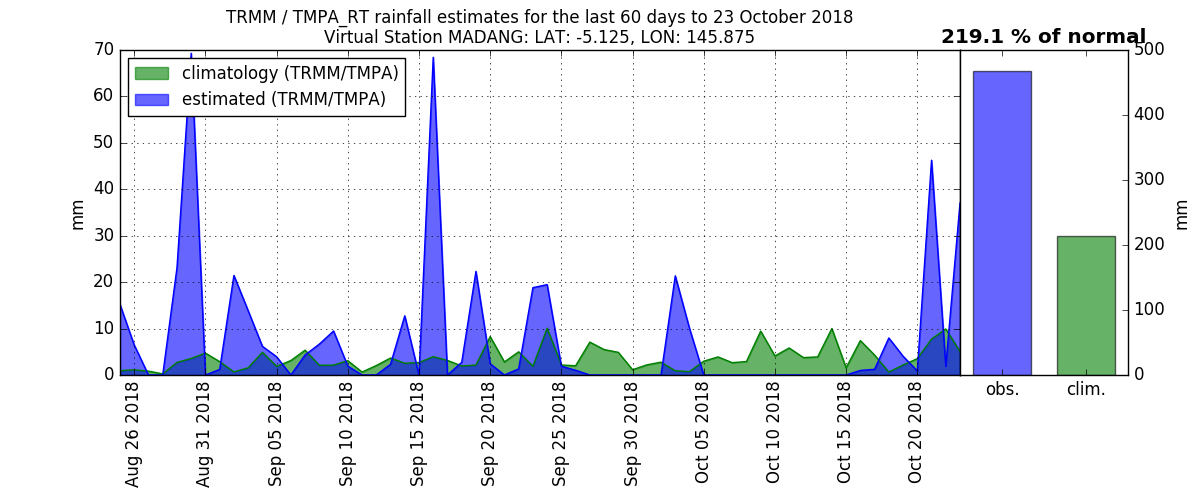 TRMM / TMPA_RT rainfall estimates for the last 60 days to 23 October 2018
Virtual Station MADANG: LAT: -5.125, LON: 145.875
219.1 % of normal
climatology (TRMM/TMPA)
estimated (TRMM/TMPA)
70
60
50
40
30
20
10
0
mm
Aug 26 2018
Aug 31 2018
Sep 05 2018
Sep 10 2018
Sep 15 2018
Sep 20 2018
Sep 25 2018
Sep 30 2018
Oct 05 2018
Oct 10 2018
Oct 15 2018
Oct 20 2018
500
400
300
200
100
0
mm
obs.
clim.